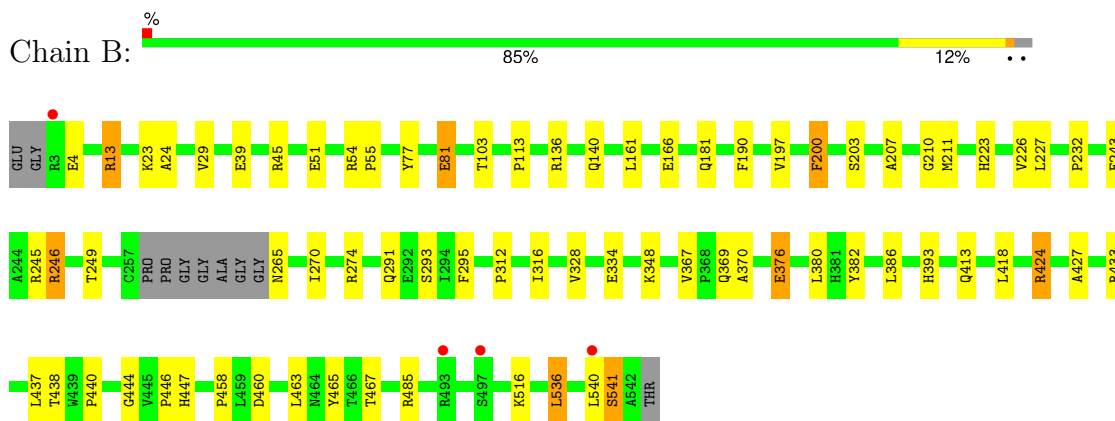 %
Chain B:
85% 12% • •
GLU GLY R3 E4 R13 K23 A24 V29 E39 R45 E51 R54 P55 Y77 E81 T103 P113 R136 Q140 L161 E166 Q181 F190 V197 F200 S203 A207 G210 M211 H223 V226 L227 P232
A244 R245 R246 T249 C257 PRO PRO GLY GLY ALA GLY GLY N265 I270 R274 Q291 E292 S293 I294 F295 P312 I316 V328 E334 K348 V367 P368 Q369 A370 E376 L380 H381 Y382 L386 H393 Q413 L418 R424 A427
L437 T438 W439 P440 G444 V445 P446 H447 P458 L459 D460 L463 N464 Y465 T466 T467 R485 R493 S497 K516 L536 L540 S541 A542 THR